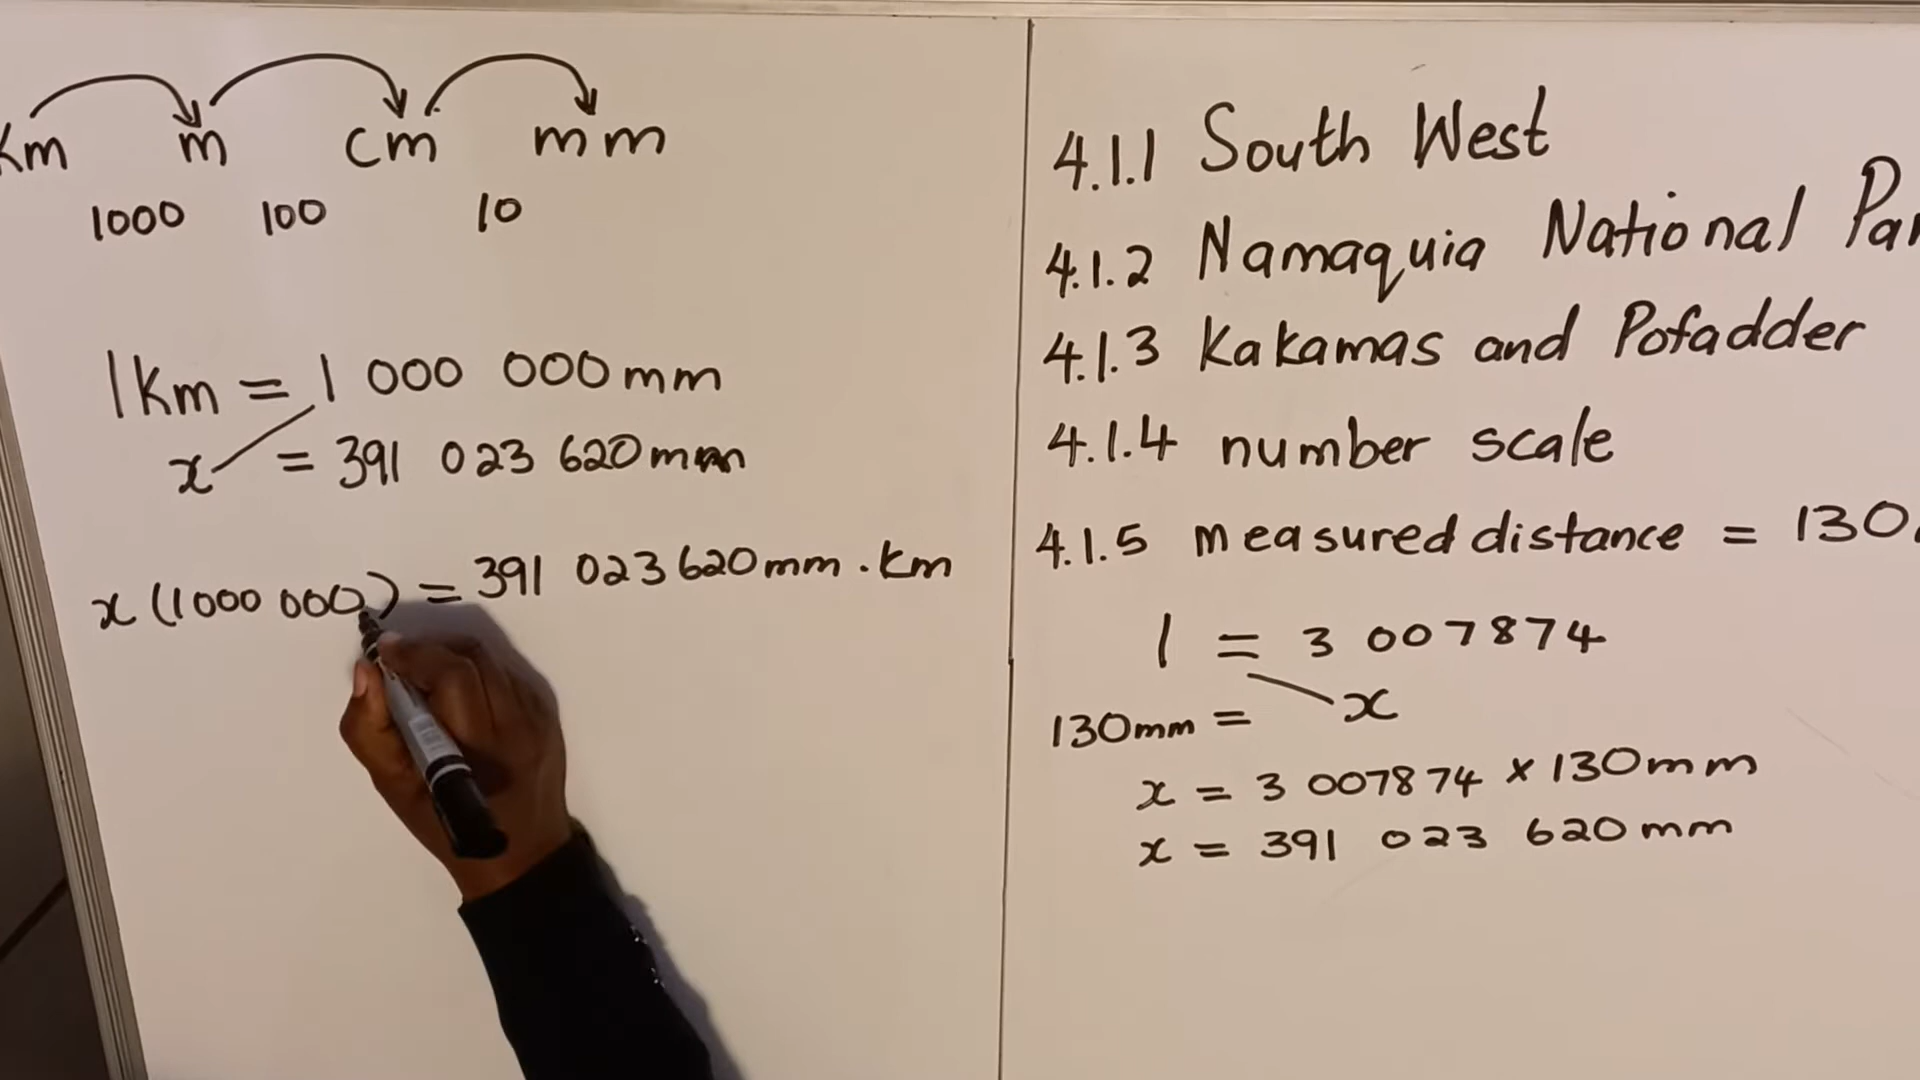 Km m cm mm
1000 100 10
1Km = 1 000 000mm
x = 391 023 620mm
x (1000 000) = 391 023 620mm . km
4.1.1 South West
4.1.2 Namaquia National Par
4.1.3 Kakamas and Pofadder
4.1.4 number scale
4.1.5 measured distance = 130
1 = 3 007874
130mm = x
x = 3 007874 x 130mm
x = 391 023 620mm